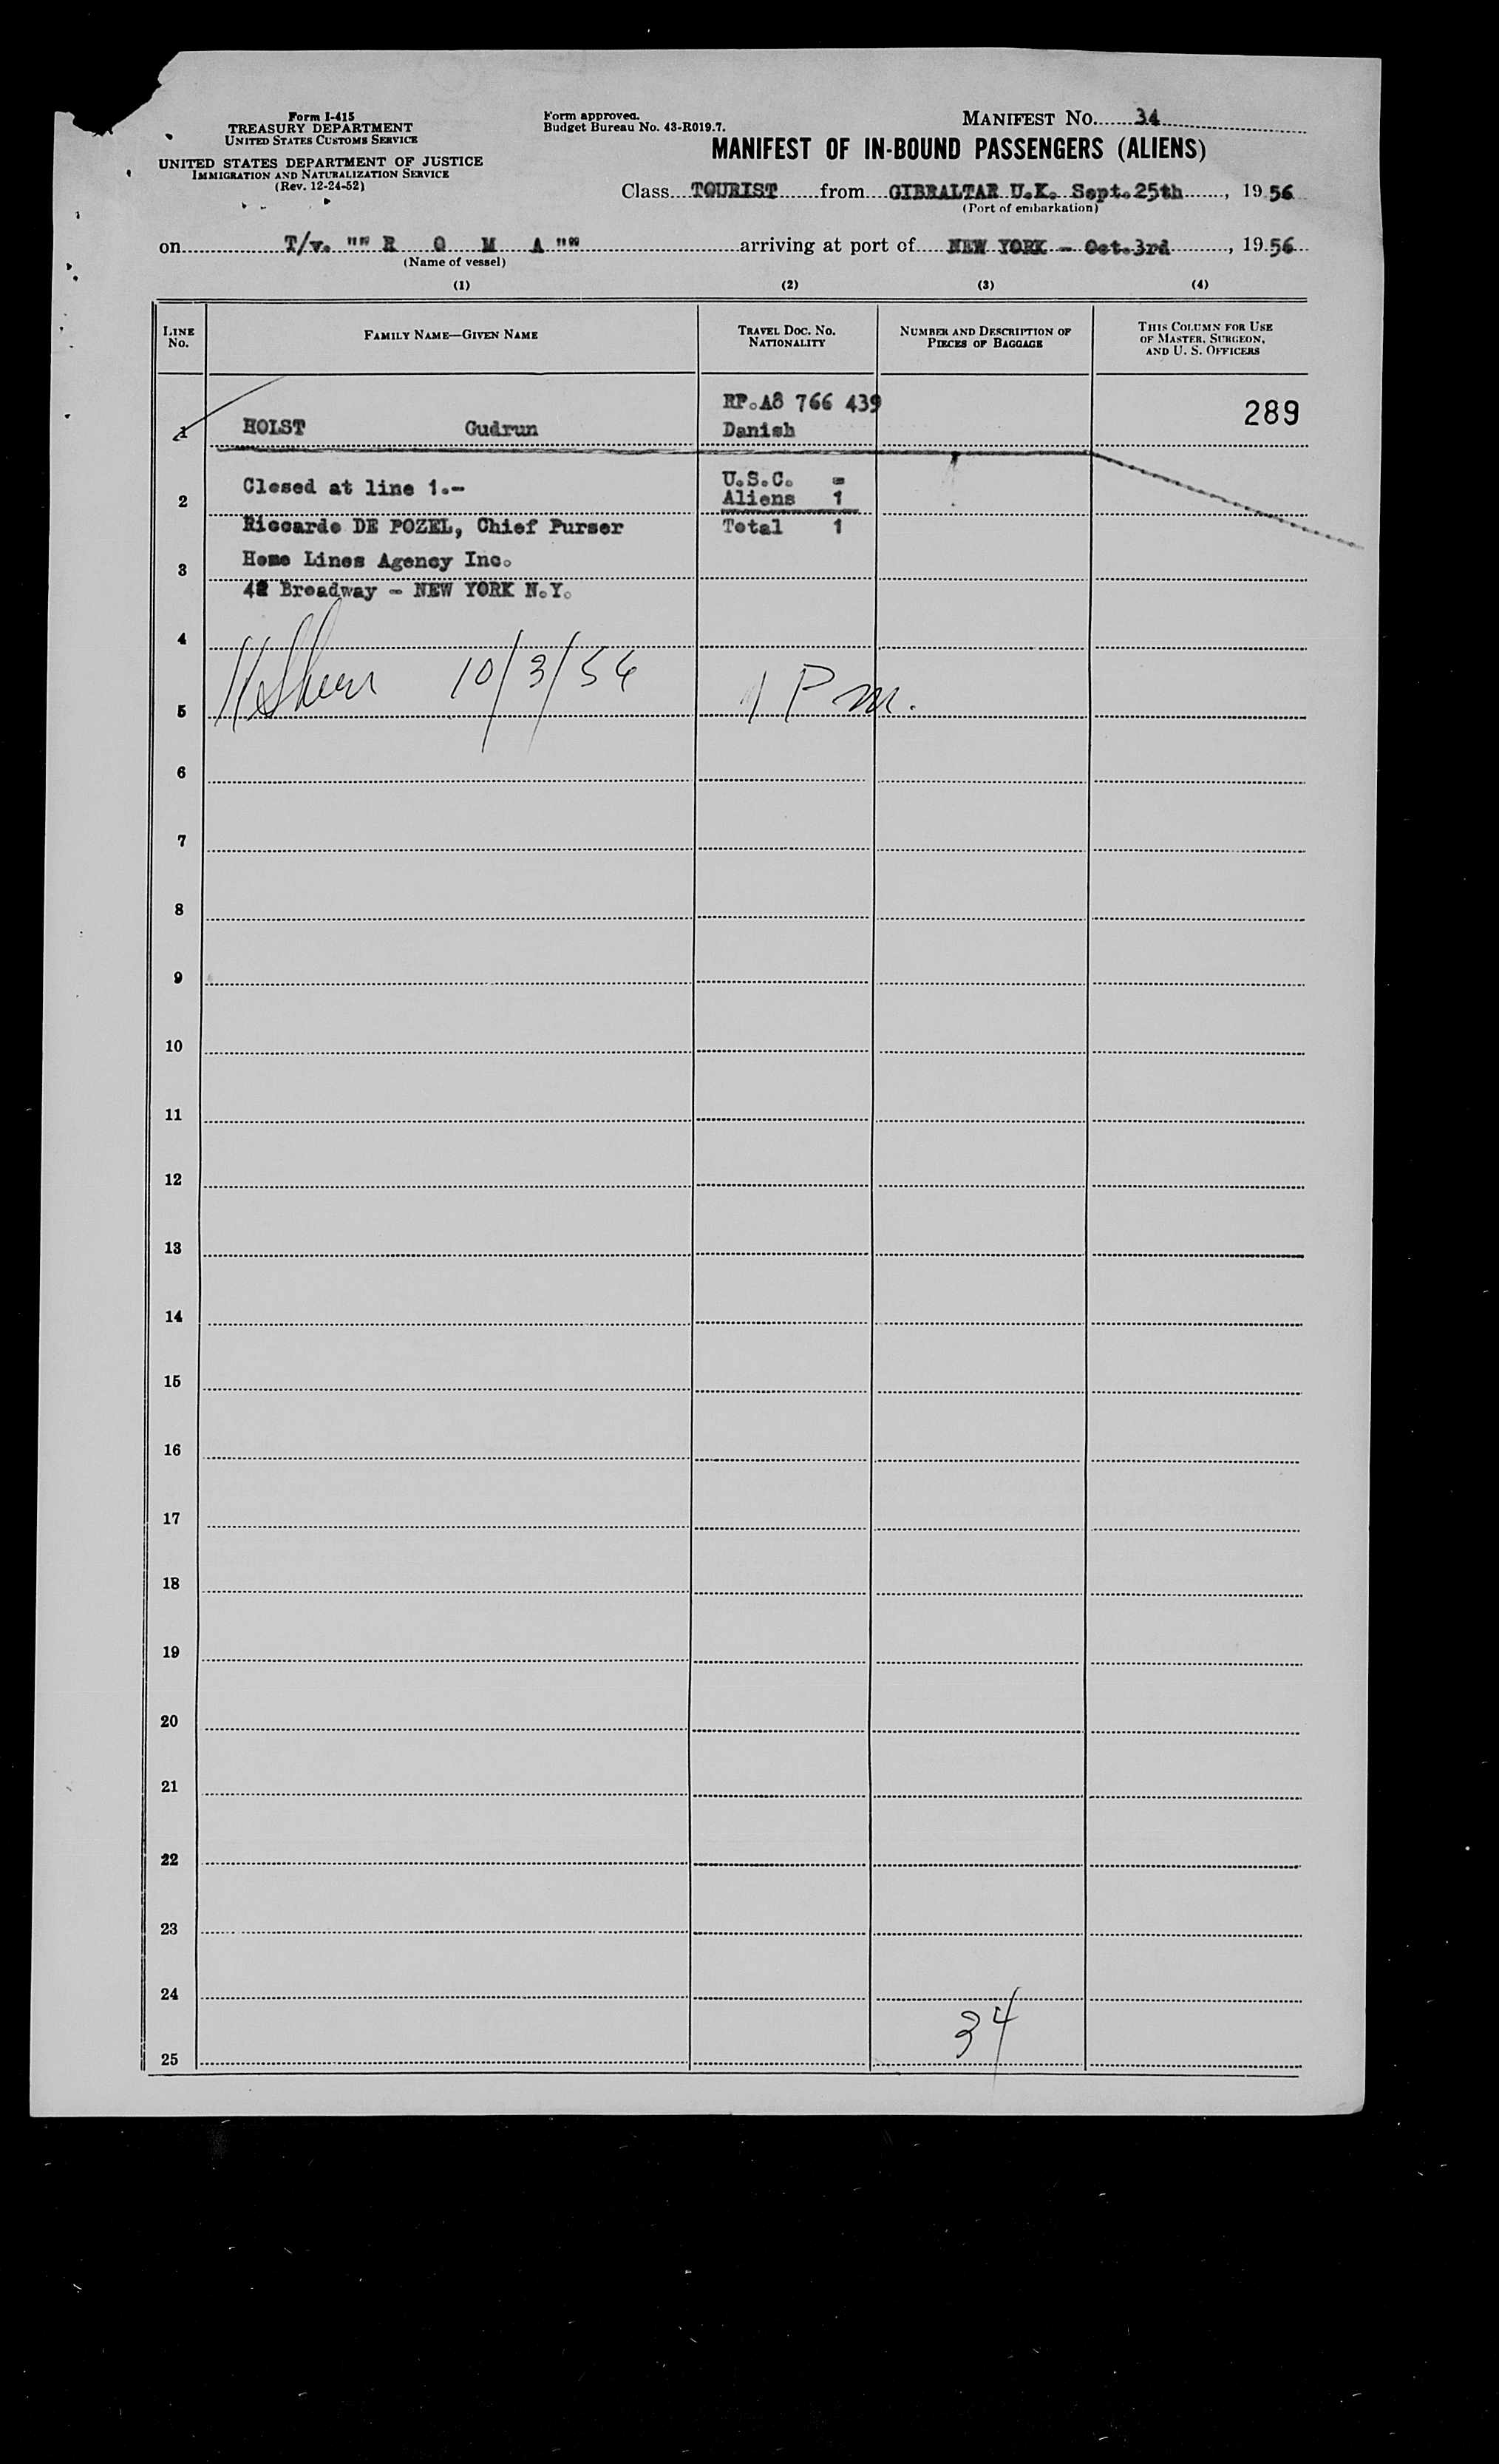 Form I-415
TREASURY DEPARTMENT
UNITED STATES CUSTOMS SERVICE
UNITED STATES DEPARTMENT OF JUSTICE
IMMIGRATION AND NATURALIZATION SERVICE
(Rev. 12-24-52)
Form approved.
Budget Bureau No. 43-R019.7.
MANIFEST NO. 34
MANIFEST OF IN-BOUND PASSENGERS (ALIENS)
Class TOURIST from GIBRALTAR U.K. Sept.25th, 1956
(Port of embarkation)
on T/v. "" R O M A "" arriving at port of NEW YORK - Oct.3rd, 1956
(Name of vessel)
(1) (2) (3) (4)
LINE NO.
FAMILY NAME—GIVEN NAME
TRAVEL DOC. NO.
NATIONALITY
NUMBER AND DESCRIPTION OF
PIECES OF BAGGAGE
THIS COLUMN FOR USE
OF MASTER, SURGEON,
AND U. S. OFFICERS
RP.A8 766 439 289
1 HOLST Gudrun Danish
U.S.C. =
2 Closed at line 1.- Aliens 1
Riccardo DE POZEL, Chief Purser Total 1
3 Home Lines Agency Inc.
42 Broadway - NEW YORK N.Y.
4
10/3/56 1 Pm.
5
6
7
8
9
10
11
12
13
14
15
16
17
18
19
20
21
22
23
24
34
25